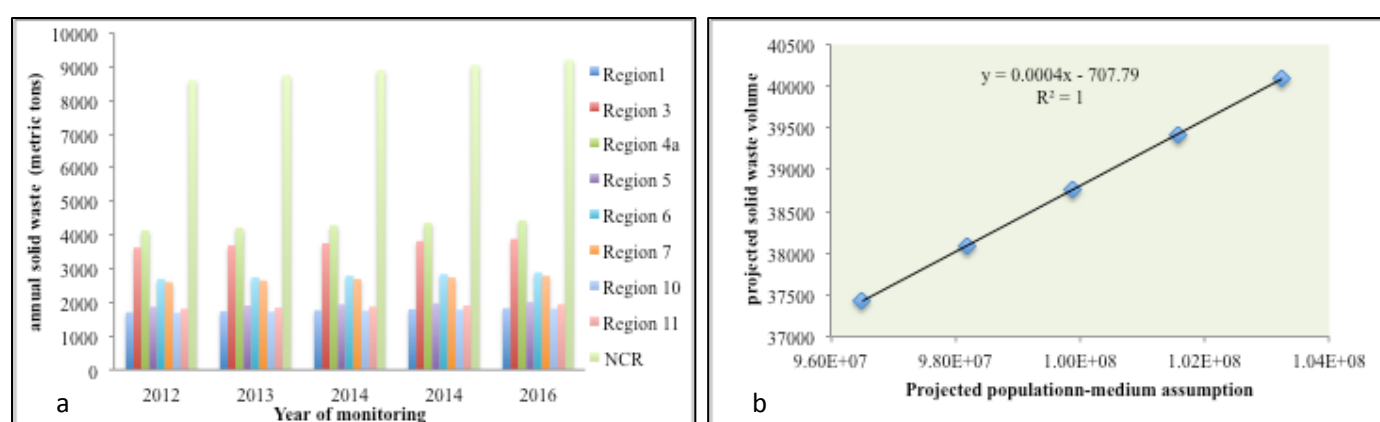 annual solid waste (metric tons)
10000
9000
8000
7000
6000
5000
4000
3000
2000
1000
0
2012 2013 2014 2014 2016
Year of monitoring
Region1
Region 3
Region 4a
Region 5
Region 6
Region 7
Region 10
Region 11
NCR
a
projected solid waste volume
40500
40000
39500
39000
38500
38000
37500
37000
y = 0.0004x - 707.79
R² = 1
9.60E+07 9.80E+07 1.00E+08 1.02E+08 1.04E+08
Projected populationn-medium assumption
b